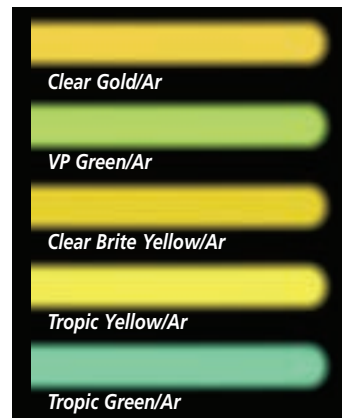 Clear Gold/Ar
VP Green/Ar
Clear Brite Yellow/Ar
Tropic Yellow/Ar
Tropic Green/Ar